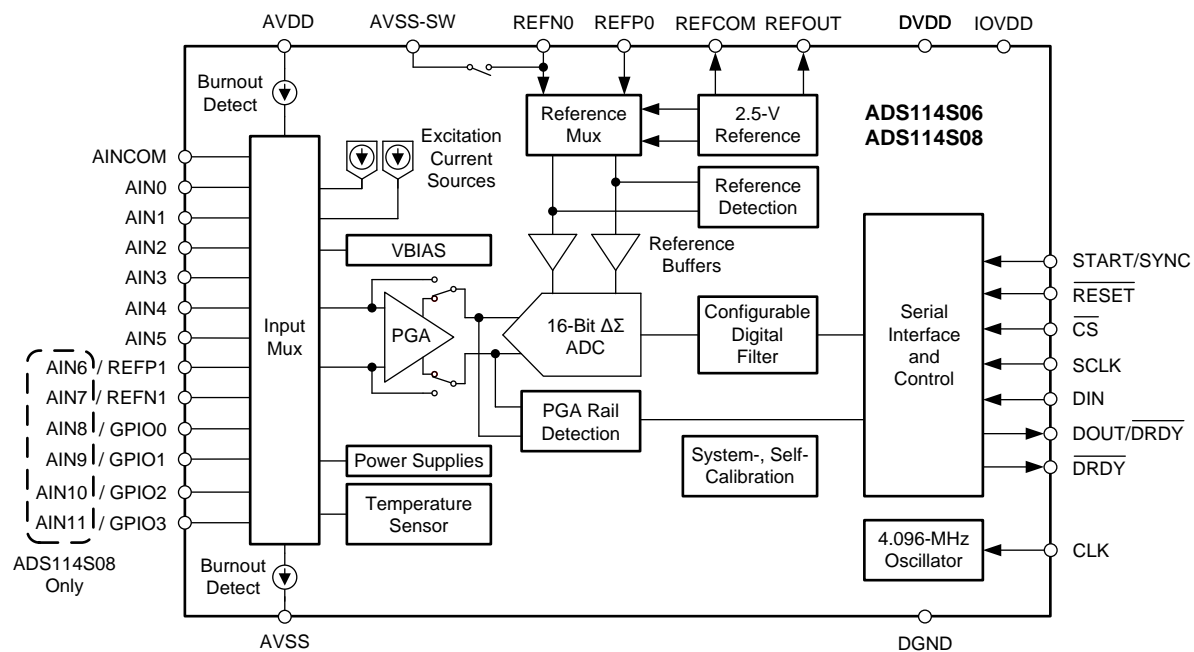 AVDD
AVSS-SW
REFN0
REFP0
REFCOM
REFOUT
DVDD
IOVDD
Burnout
Detect
Reference
Mux
2.5-V
Reference
ADS114S06
ADS114S08
Excitation
Current
Sources
Reference
Detection
AINCOM
AIN0
AIN1
AIN2
AIN3
AIN4
AIN5
AIN6 / REFP1
AIN7 / REFN1
AIN8 / GPIO0
AIN9 / GPIO1
AIN10 / GPIO2
AIN11 / GPIO3
ADS114S08
Only
Input
Mux
VBIAS
Reference
Buffers
PGA
16-Bit ΔΣ
ADC
Configurable
Digital
Filter
Serial
Interface
and
Control
START/SYNC
RESET
CS
SCLK
DIN
DOUT/DRDY
DRDY
PGA Rail
Detection
Power Supplies
System-, Self-
Calibration
Temperature
Sensor
4.096-MHz
Oscillator
CLK
Burnout
Detect
AVSS
DGND